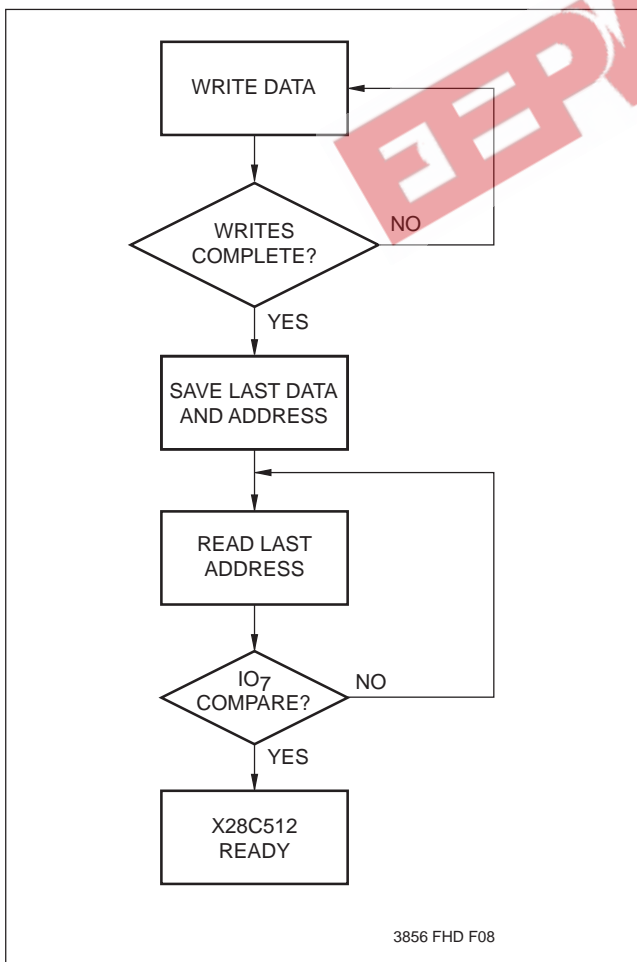 WRITE DATA
WRITES
COMPLETE?
NO
YES
SAVE LAST DATA
AND ADDRESS
READ LAST
ADDRESS
IO7
COMPARE?
NO
YES
X28C512
READY
3856 FHD F08